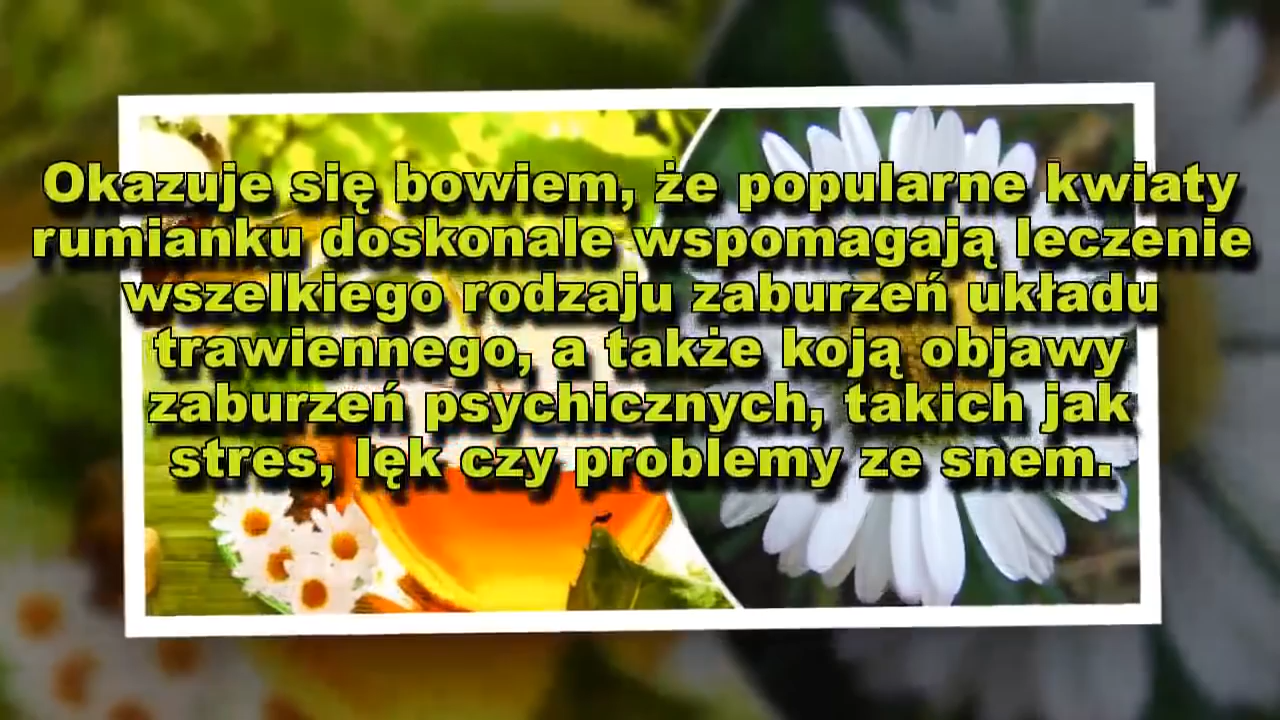 Okazuje się bowiem, że popularne kwiaty
rumianku doskonale wspomagają leczenie
wszelkiego rodzaju zaburzeń układu
trawiennego, a także koją objawy
zaburzeń psychicznych, takich jak
stres, lęk czy problemy ze snem.